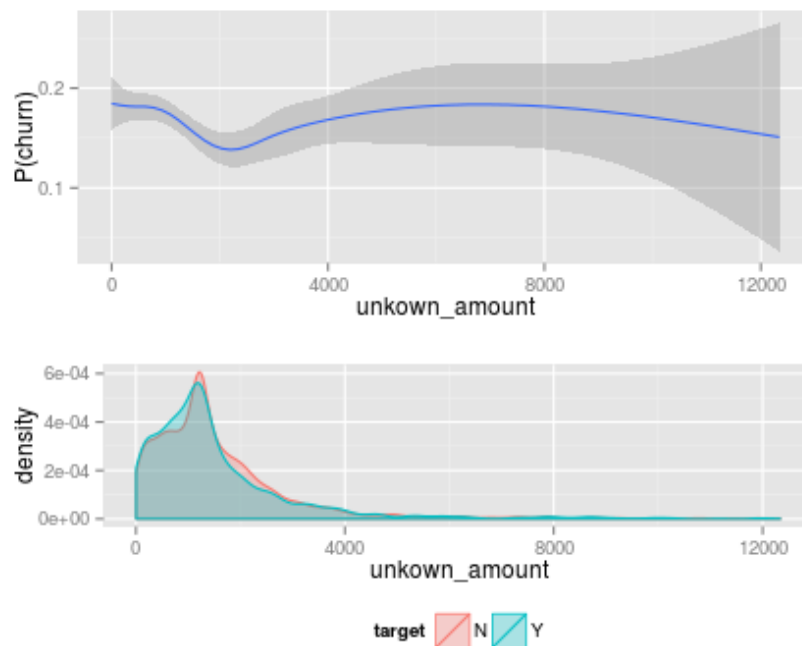 P(churn)
0.2
0.1
0 4000 8000 12000
unkown_amount
density
6e-04
4e-04
2e-04
0e+00
0 4000 8000 12000
unkown_amount
target N Y